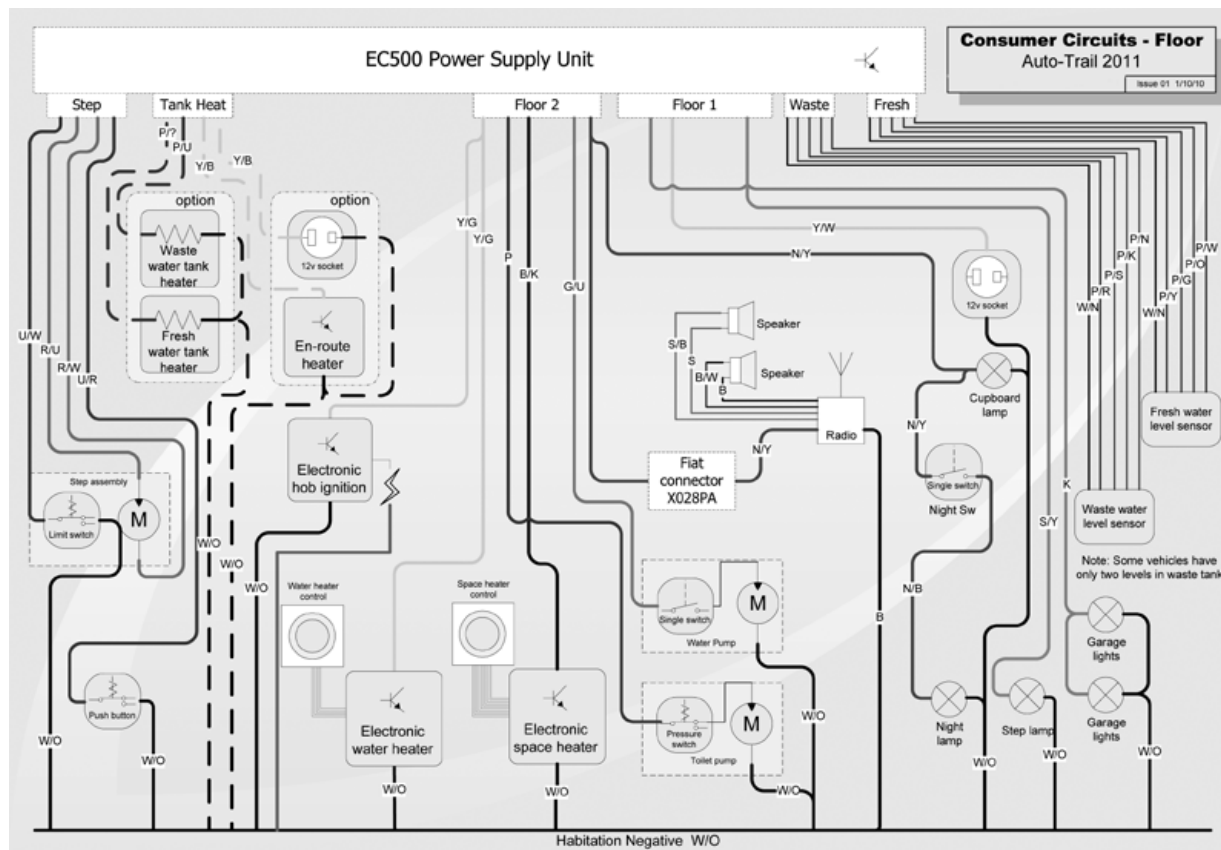 EC500 Power Supply Unit
Consumer Circuits - Floor
Auto-Trail 2011
Issue 01 1/10/10
Step
Tank Heat
Floor 2
Floor 1
Waste
Fresh
P/?
P/U
Y/B
Y/B
option
option
Waste
water tank
heater
12v socket
Fresh
water tank
heater
En-route
heater
U/W
R/U
R/W
U/R
Y/G
Y/G
P
B/K
G/U
N/Y
Y/W
12v socket
W/N
P/R
P/S
P/K
P/N
W/N
P/Y
P/G
P/O
P/W
S/B
S
B/W
B
Speaker
Speaker
Radio
N/Y
Cupboard
lamp
Fresh water
level sensor
Electronic
hob ignition
Fiat
connector
X028PA
N/Y
Single switch
Night Sw
K
S/Y
Waste water
level sensor
Note: Some vehicles have
only two levels in waste tank
Step assembly
Limit switch
M
W/O
W/O
W/O
Water heater
control
Space heater
control
Single switch
M
Water Pump
B
N/B
Garage
lights
Push button
Electronic
water heater
Electronic
space heater
Pressure
switch
M
Toilet pump
W/O
Night
lamp
Step lamp
Garage
lights
W/O
W/O
W/O
W/O
W/O
W/O
W/O
W/O
Habitation Negative W/O